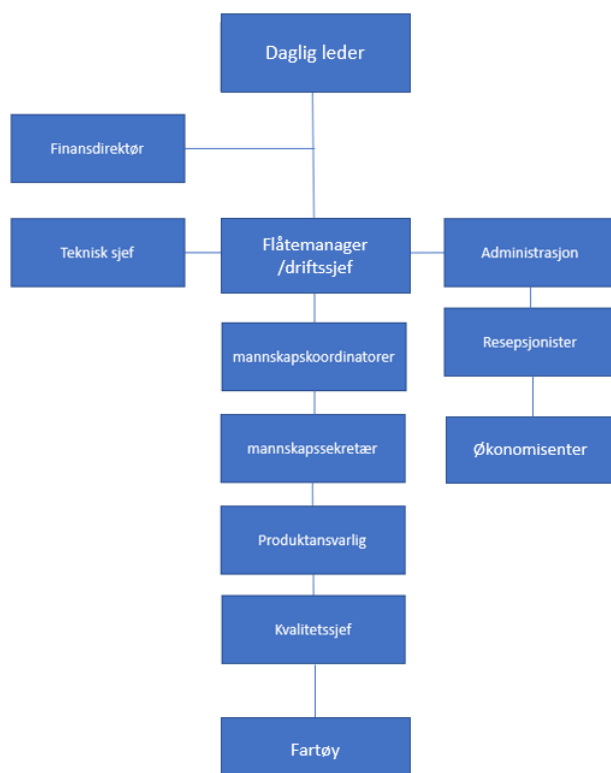 Daglig leder
Finansdirektør
Teknisk sjef
Flåtemanager
/driftssjef
Administrasjon
mannskapskoordinatorer
Resepsjonister
mannskapssekretær
Økonomisenter
Produktansvarlig
Kvalitetssjef
Fartøy